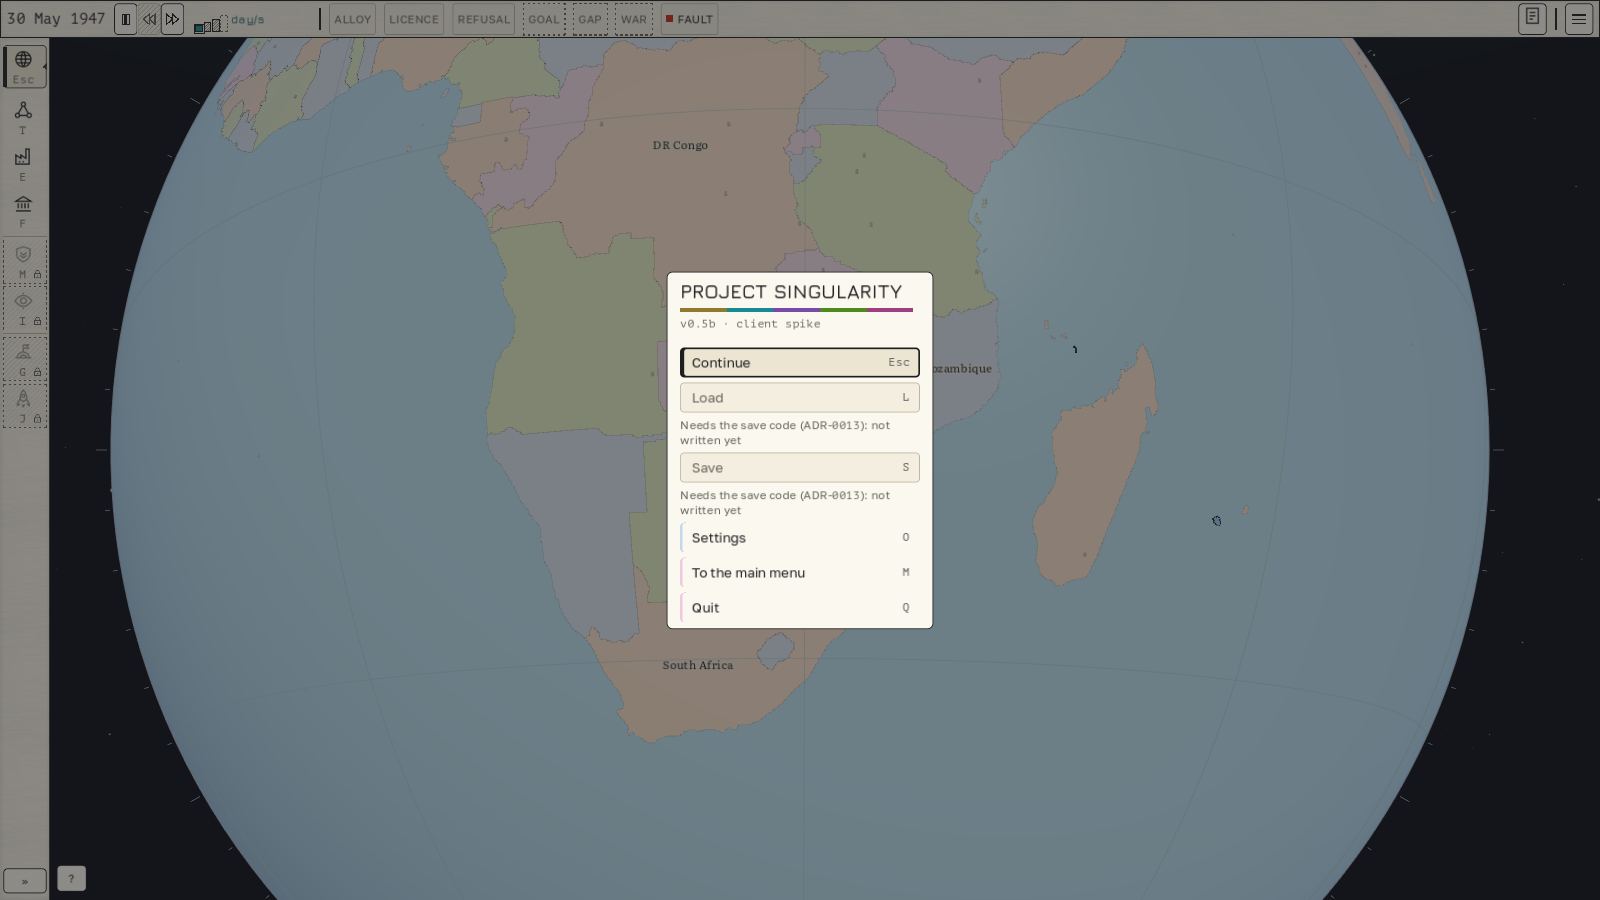 30 May 1947
day/s
ALLOY
LICENCE
REFUSAL
GOAL
GAP
WAR
FAULT
Esc
T
E
F
M
I
G
J
»
?
DR Congo
ozambique
South Africa
PROJECT SINGULARITY
v0.5b · client spike
Continue Esc
Load L
Needs the save code (ADR-0013): not
written yet
Save S
Needs the save code (ADR-0013): not
written yet
Settings O
To the main menu M
Quit Q